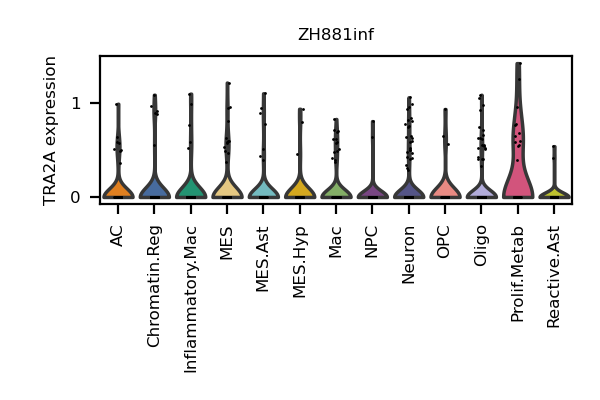 ZH881inf
TRA2A expression
1
0
AC
Chromatin.Reg
Inflammatory.Mac
MES
MES.Ast
MES.Hyp
Mac
NPC
Neuron
OPC
Oligo
Prolif.Metab
Reactive.Ast